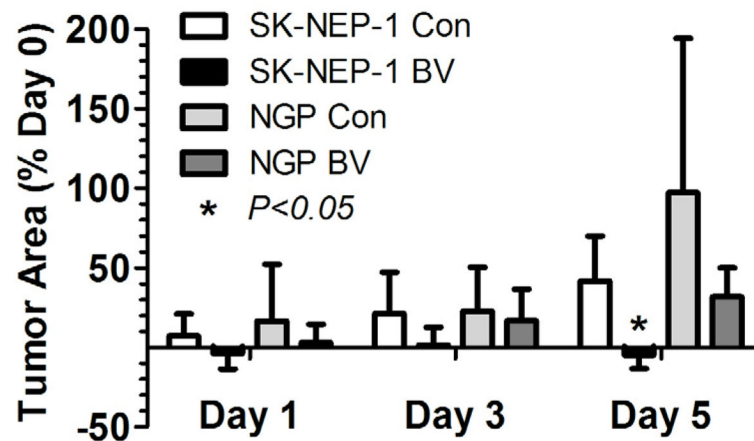 Tumor Area (% Day 0)
200
150
100
50
-50
SK-NEP-1 Con
SK-NEP-1 BV
NGP Con
NGP BV
* P<0.05
*
Day 1 Day 3 Day 5